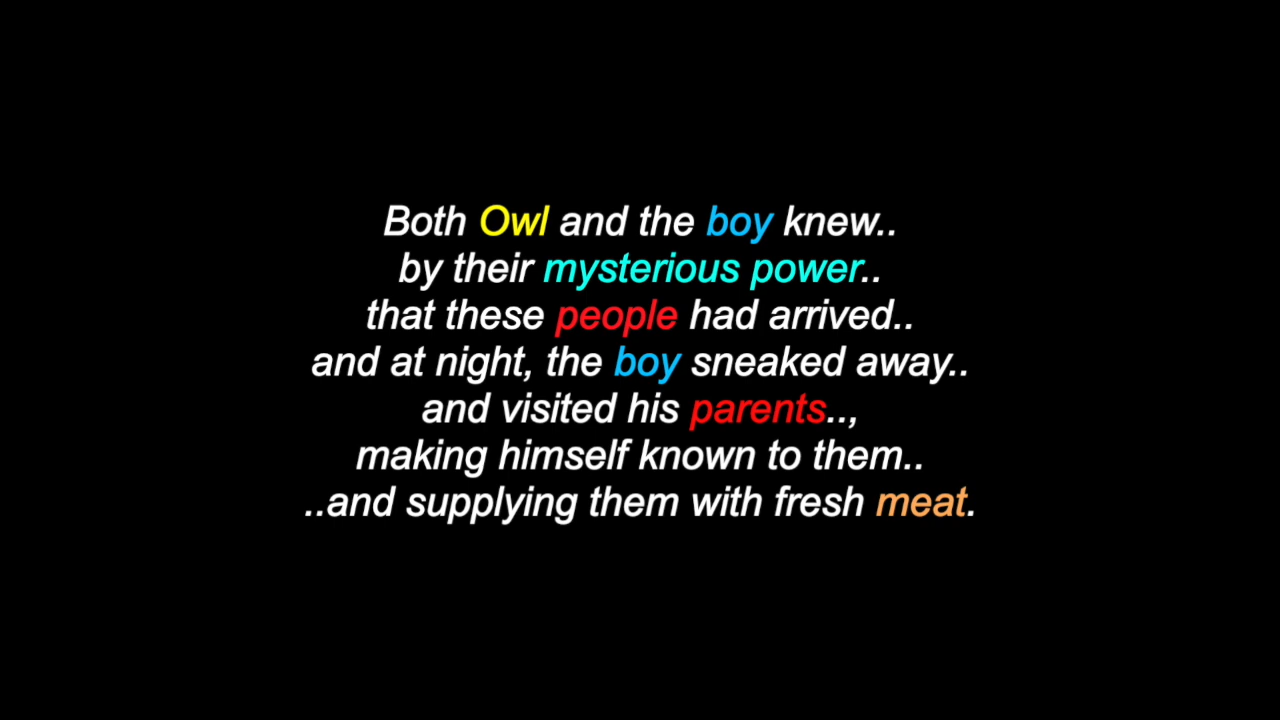 Both Owl and the boy knew..
by their mysterious power..
that these people had arrived..
and at night, the boy sneaked away..
and visited his parents..,
making himself known to them..
..and supplying them with fresh meat.